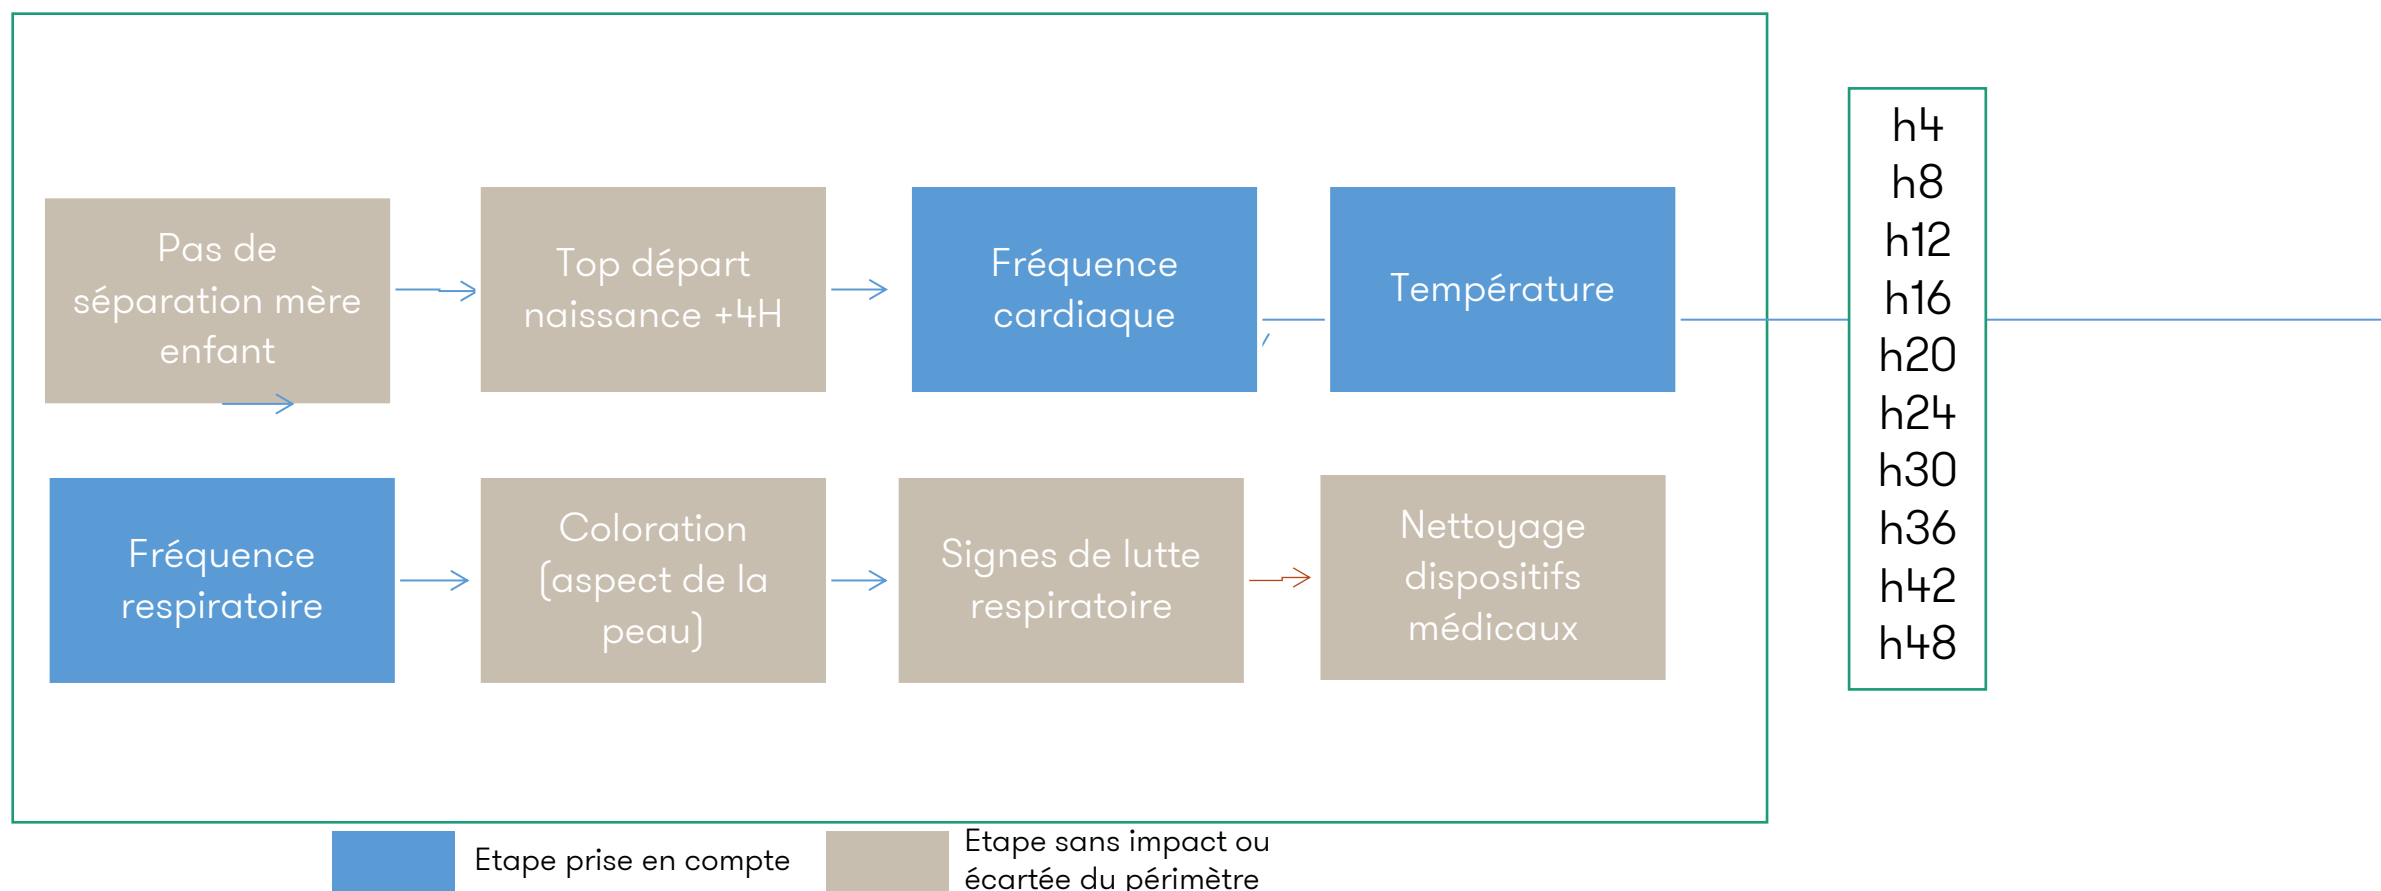 Pas de
séparation mère
enfant
Top départ
naissance +4H
Fréquence
cardiaque
Température
Fréquence
respiratoire
Coloration
(aspect de la
peau)
Signes de lutte
respiratoire
Nettoyage
dispositifs
médicaux
h4
h8
h12
h16
h20
h24
h30
h36
h42
h48
Etape prise en compte
Etape sans impact ou
écartée du périmètre